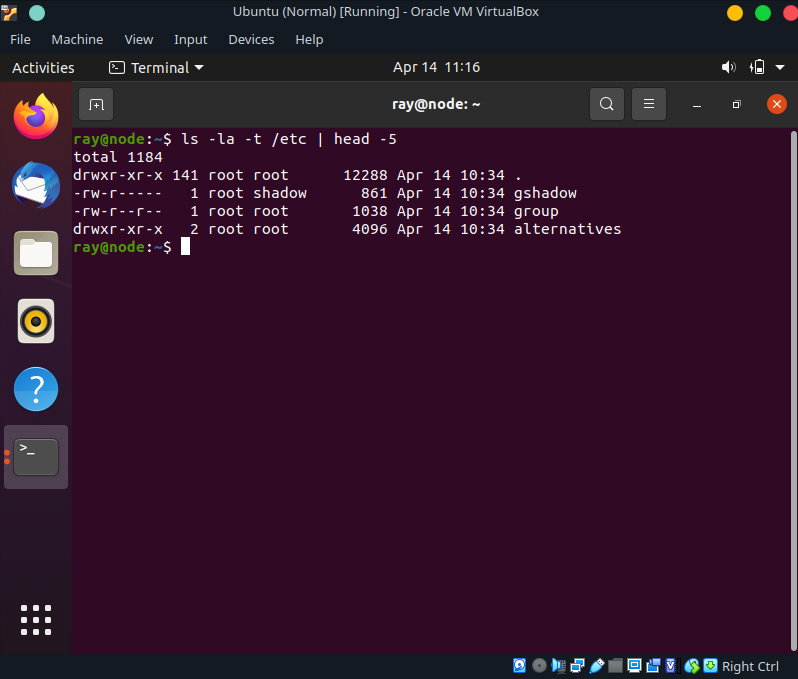 Ubuntu (Normal) [Running] - Oracle VM VirtualBox
File Machine View Input Devices Help
Activities Terminal Apr 14 11:16
ray@node: ~
ray@node:~$ ls -la -t /etc | head -5
total 1184
drwxr-xr-x 141 root root      12288 Apr 14 10:34 .
-rw-r-----   1 root shadow      861 Apr 14 10:34 gshadow
-rw-r--r--   1 root root       1038 Apr 14 10:34 group
drwxr-xr-x   2 root root       4096 Apr 14 10:34 alternatives
ray@node:~$
Right Ctrl